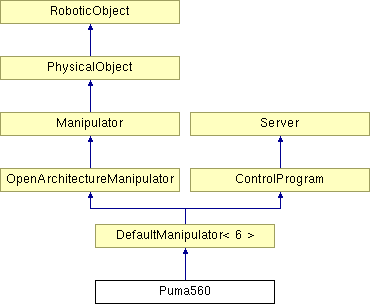 RoboticObject
PhysicalObject
Manipulator
Server
OpenArchitectureManipulator
ControlProgram
DefaultManipulator< 6 >
Puma560